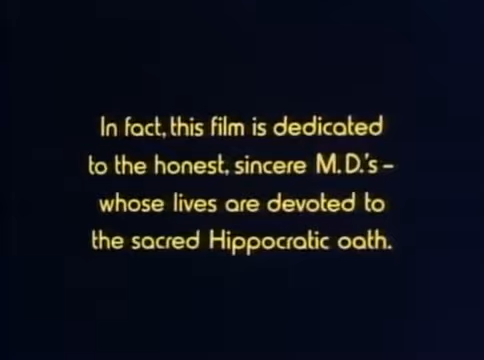 In fact, this film is dedicated
to the honest, sincere M.D.'s –
whose lives are devoted to
the sacred Hippocratic oath.